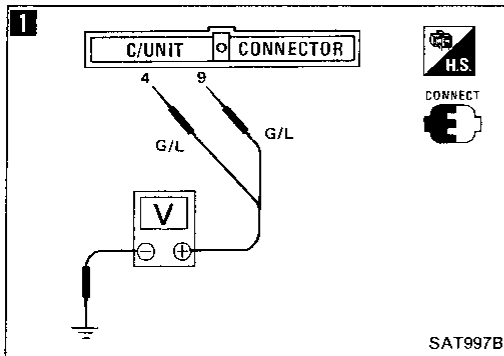 1
C/UNIT CONNECTOR
H.S.
CONNECT
4 9
G/L
G/L
V
− +
SAT997B